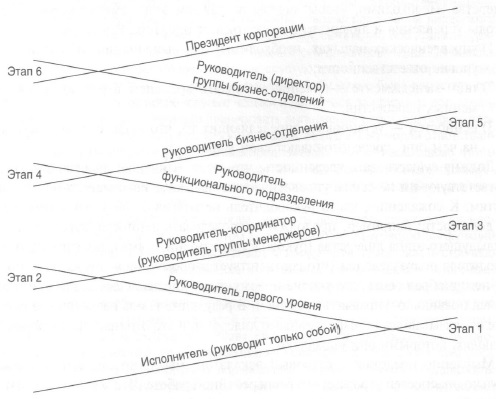 Президент корпорации
Этап 6
Руководитель (директор)
группы бизнес-отделений
Этап 5
Руководитель бизнес-отделения
Этап 4
Руководитель
функционального подразделения
Этап 3
Руководитель-координатор
(руководитель группы менеджеров)
Этап 2
Руководитель первого уровня
Этап 1
Исполнитель (руководит только собой)